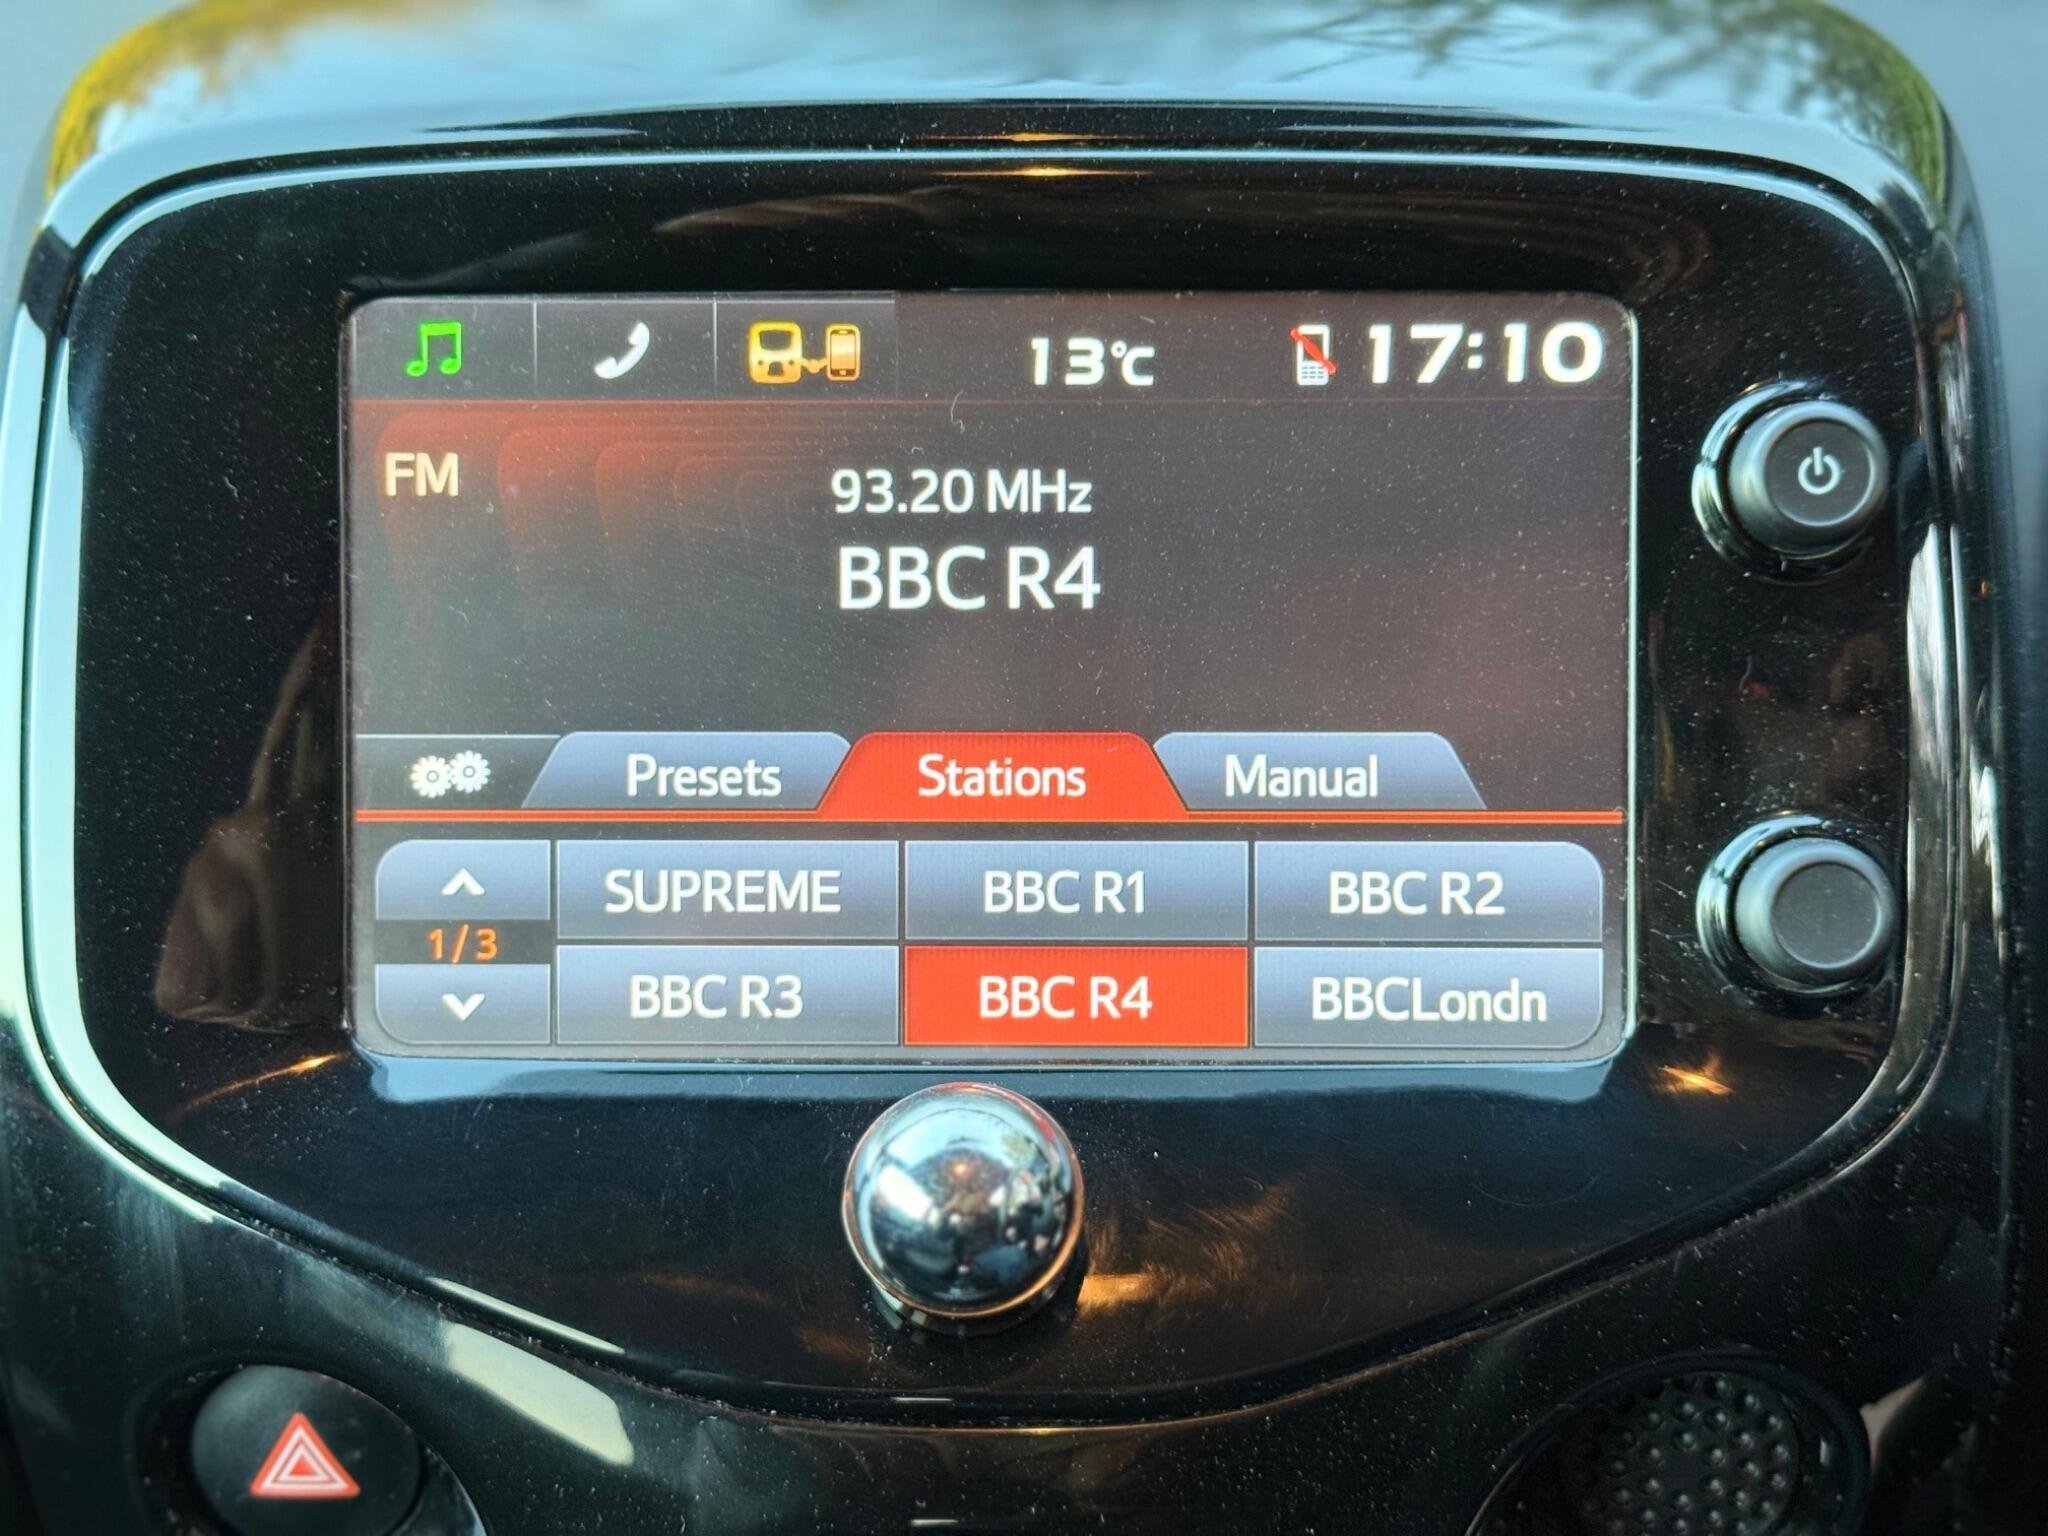 13°C 17:10
FM
93.20 MHz
BBC R4
Presets Stations Manual
SUPREME BBC R1 BBC R2
1/3
BBC R3 BBC R4 BBCLondn